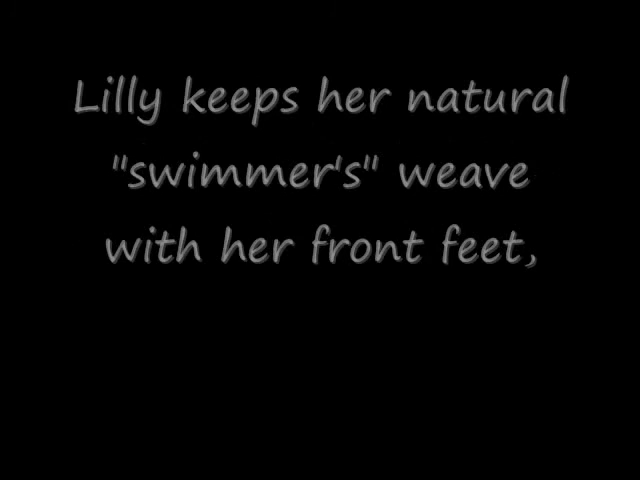 Lilly keeps her natural
"swimmer's" weave
with her front feet,